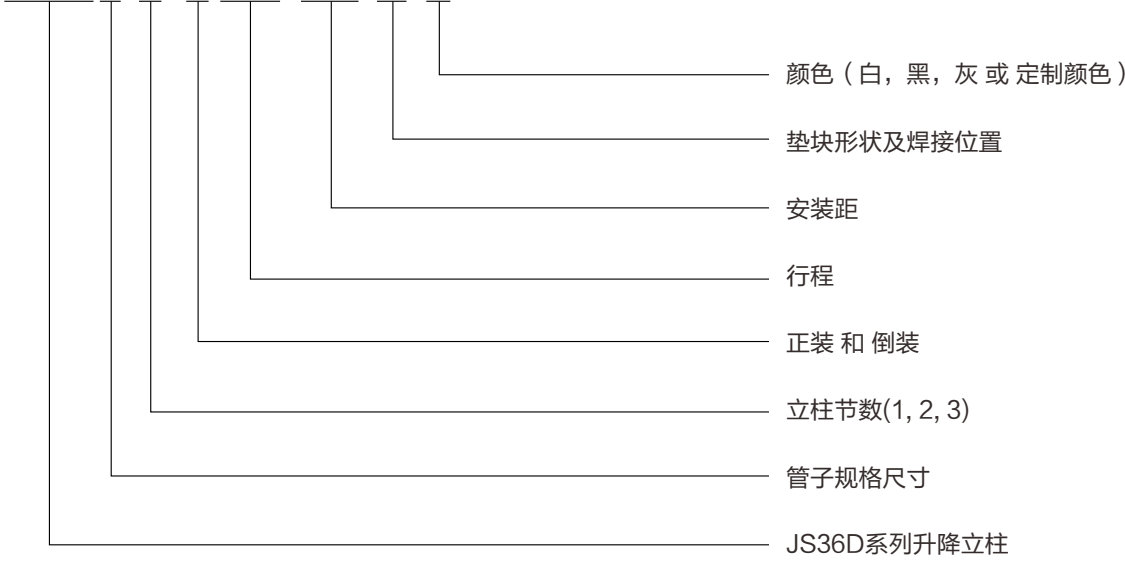 颜色（白，黑，灰 或 定制颜色）
垫块形状及焊接位置
安装距
行程
正装 和 倒装
立柱节数(1, 2, 3)
管子规格尺寸
JS36D系列升降立柱